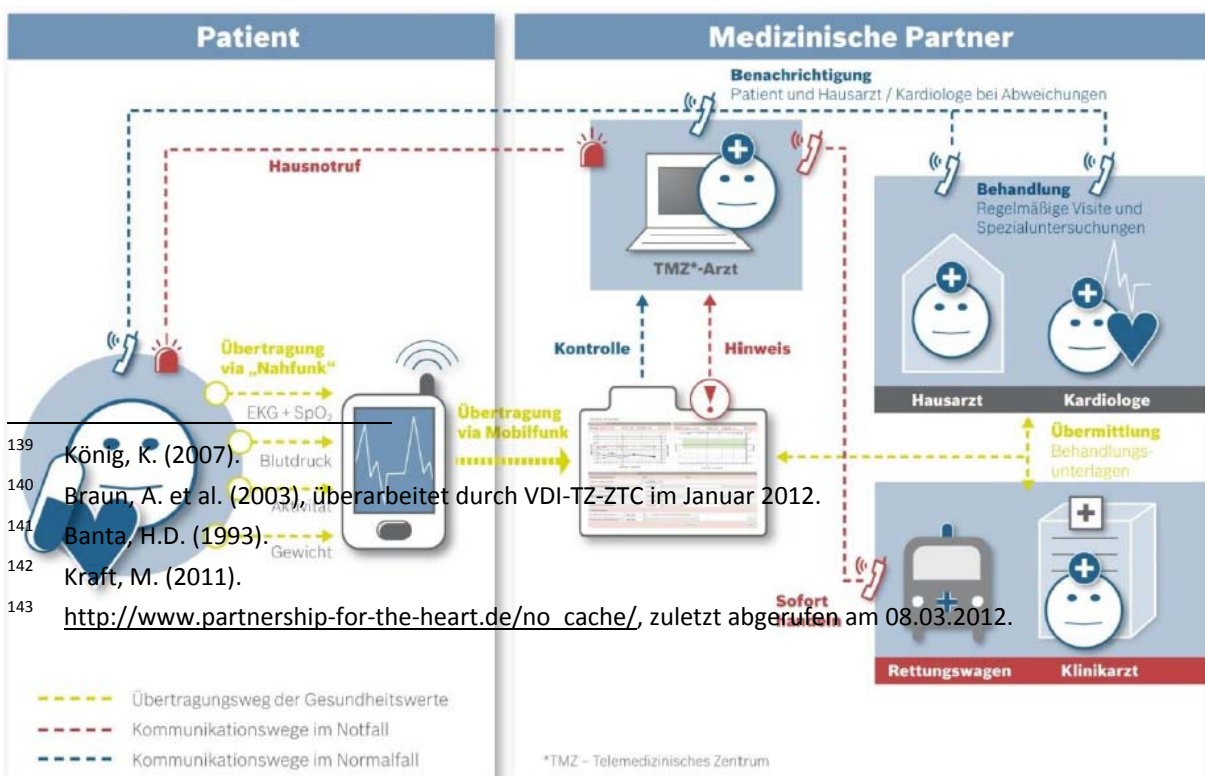 Patient
Medizinische Partner
Benachrichtigung
Patient und Hausarzt / Kardiologe bei Abweichungen
Hausnotruf
TMZ*-Arzt
Behandlung
Regelmäßige Visite und
Spezialuntersuchungen
Hausarzt
Kardiologe
Kontrolle
Hinweis
Übertragung
via „Nahfunk“
EKG + SpO₂
Blutdruck
Aktivität
Gewicht
Übertragung
via Mobilfunk
Übermittlung
Behandlungs-
unterlagen
Sofort
handeln
Rettungswagen
Klinikarzt
139 König, K. (2007).
140 Braun, A. et al. (2003), überarbeitet durch VDI-TZ-ZTC im Januar 2012.
141 Banta, H.D. (1993).
142 Kraft, M. (2011).
143 http://www.partnership-for-the-heart.de/no_cache/, zuletzt abgerufen am 08.03.2012.
Übertragungsweg der Gesundheitswerte
Kommunikationswege im Notfall
Kommunikationswege im Normalfall
*TMZ – Telemedizinisches Zentrum